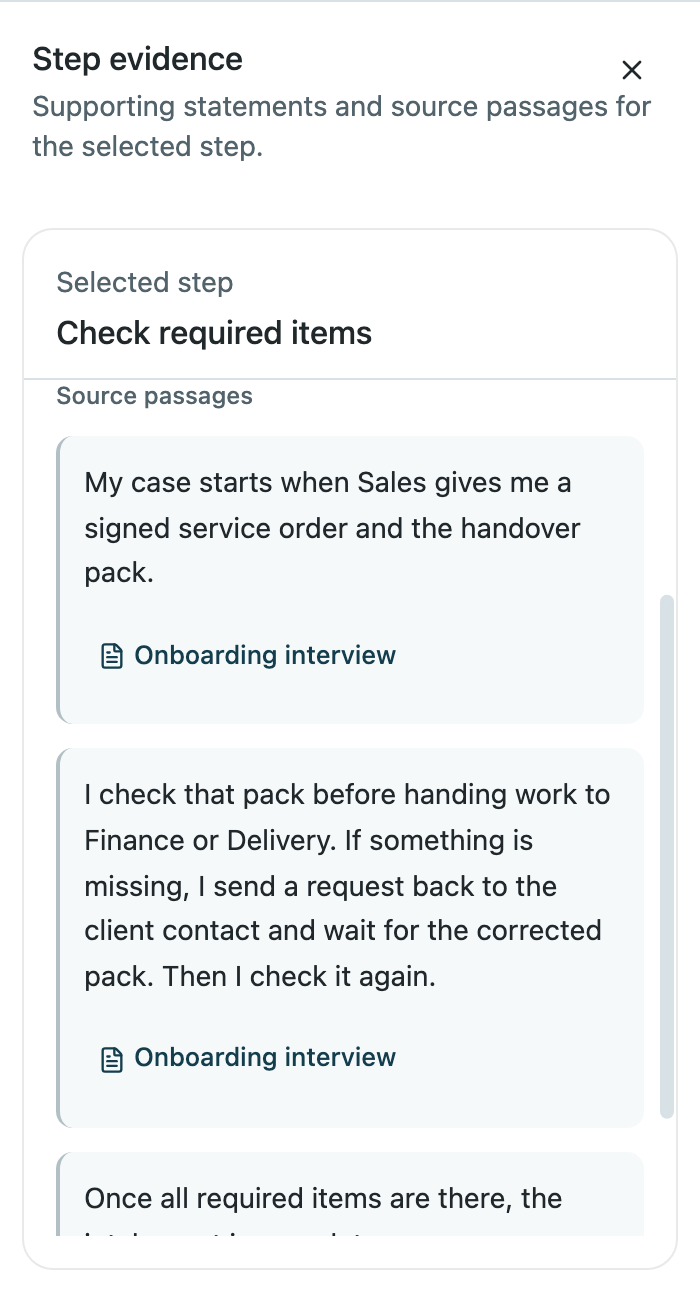 Step evidence
Supporting statements and source passages for
the selected step.
Selected step
Check required items
Source passages
My case starts when Sales gives me a
signed service order and the handover
pack.
Onboarding interview
I check that pack before handing work to
Finance or Delivery. If something is
missing, I send a request back to the
client contact and wait for the corrected
pack. Then I check it again.
Onboarding interview
Once all required items are there, the